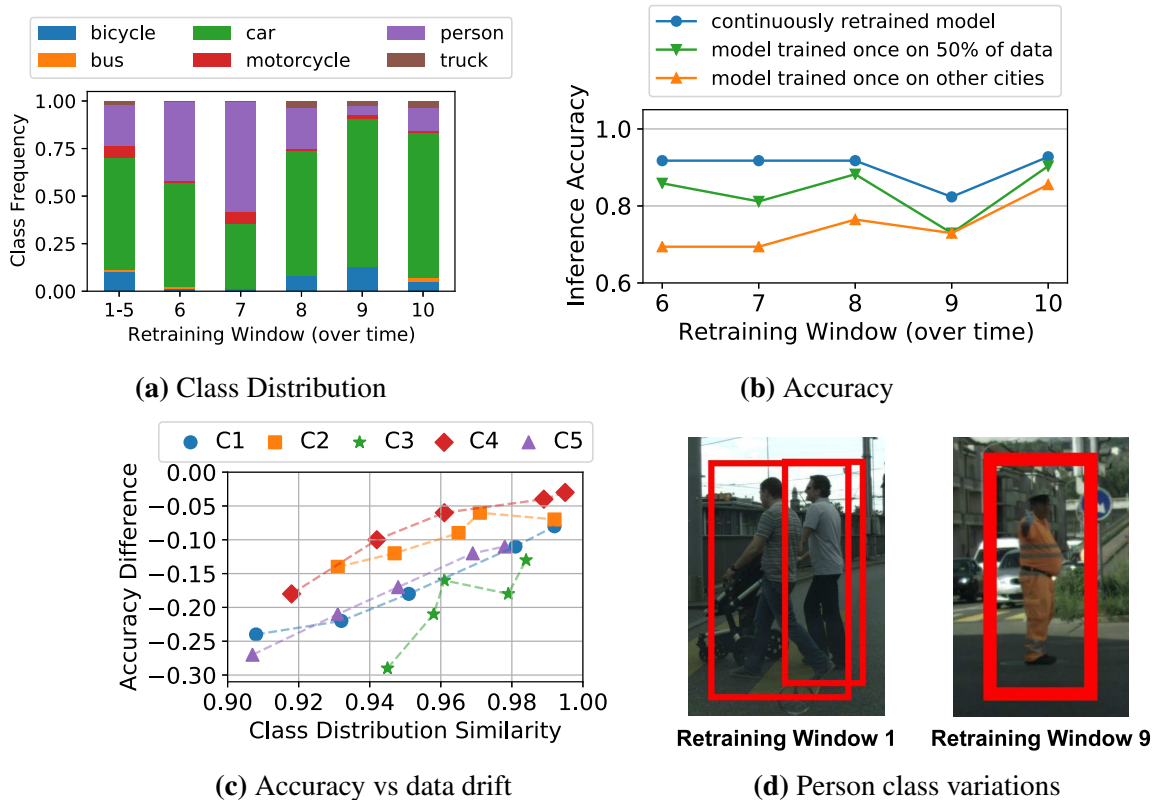 bicycle car person
bus motorcycle truck
Class Frequency
1.00
0.75
0.50
0.25
0.00
1-5 6 7 8 9 10
Retraining Window (over time)
(a) Class Distribution
continuously retrained model
model trained once on 50% of data
model trained once on other cities
Inference Accuracy
1.0
0.8
0.6
6 7 8 9 10
Retraining Window (over time)
(b) Accuracy
C1 C2 C3 C4 C5
Accuracy Difference
0.00
−0.05
−0.10
−0.15
−0.20
−0.25
−0.30
0.90 0.92 0.94 0.96 0.98 1.00
Class Distribution Similarity
(c) Accuracy vs data drift
Retraining Window 1 Retraining Window 9
(d) Person class variations